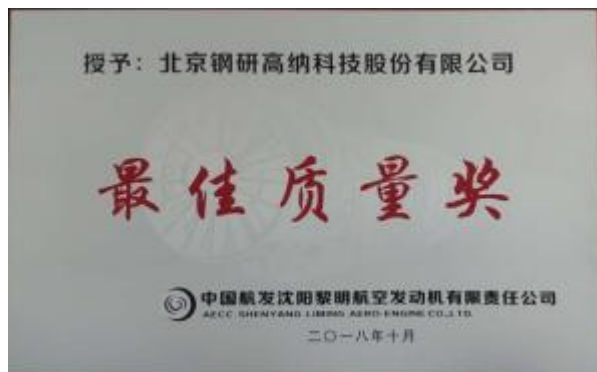 授予：北京钢研高纳科技股份有限公司
最佳质量奖
中国航发沈阳黎明航空发动机有限责任公司
AECC SHENYANG LIMING AERO-ENGINE CO.,LTD.
二〇一八年十月